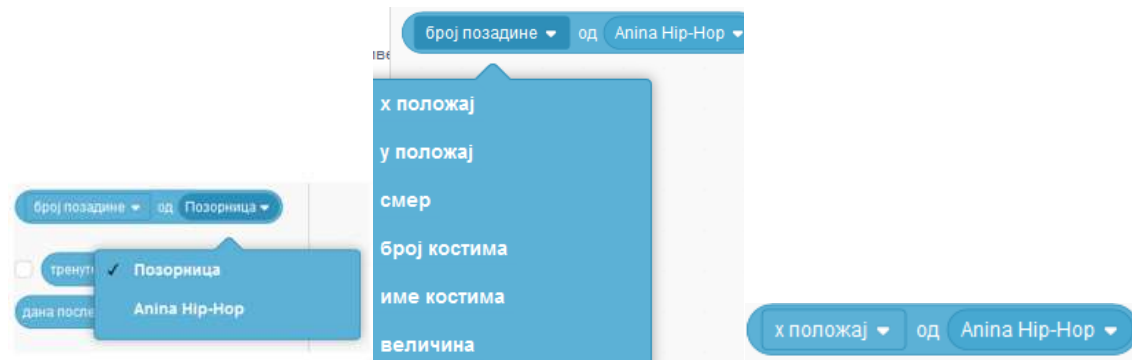 број позадине од Позорница
трену
✓ Позорница
дана после
Anina Hip-Hop
број позадине од Anina Hip-Hop
х положај
у положај
смер
број костима
име костима
величина
х положај од Anina Hip-Hop